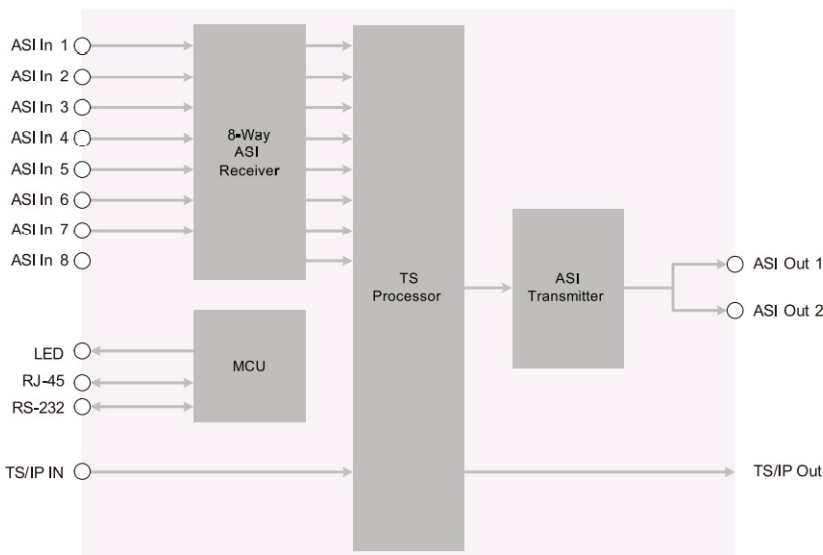 ASI In 1
ASI In 2
ASI In 3
ASI In 4
ASI In 5
ASI In 6
ASI In 7
ASI In 8
8-Way
ASI
Receiver
TS
Processor
ASI
Transmitter
ASI Out 1
ASI Out 2
LED
RJ-45
RS-232
MCU
TS/IP IN
TS/IP Out